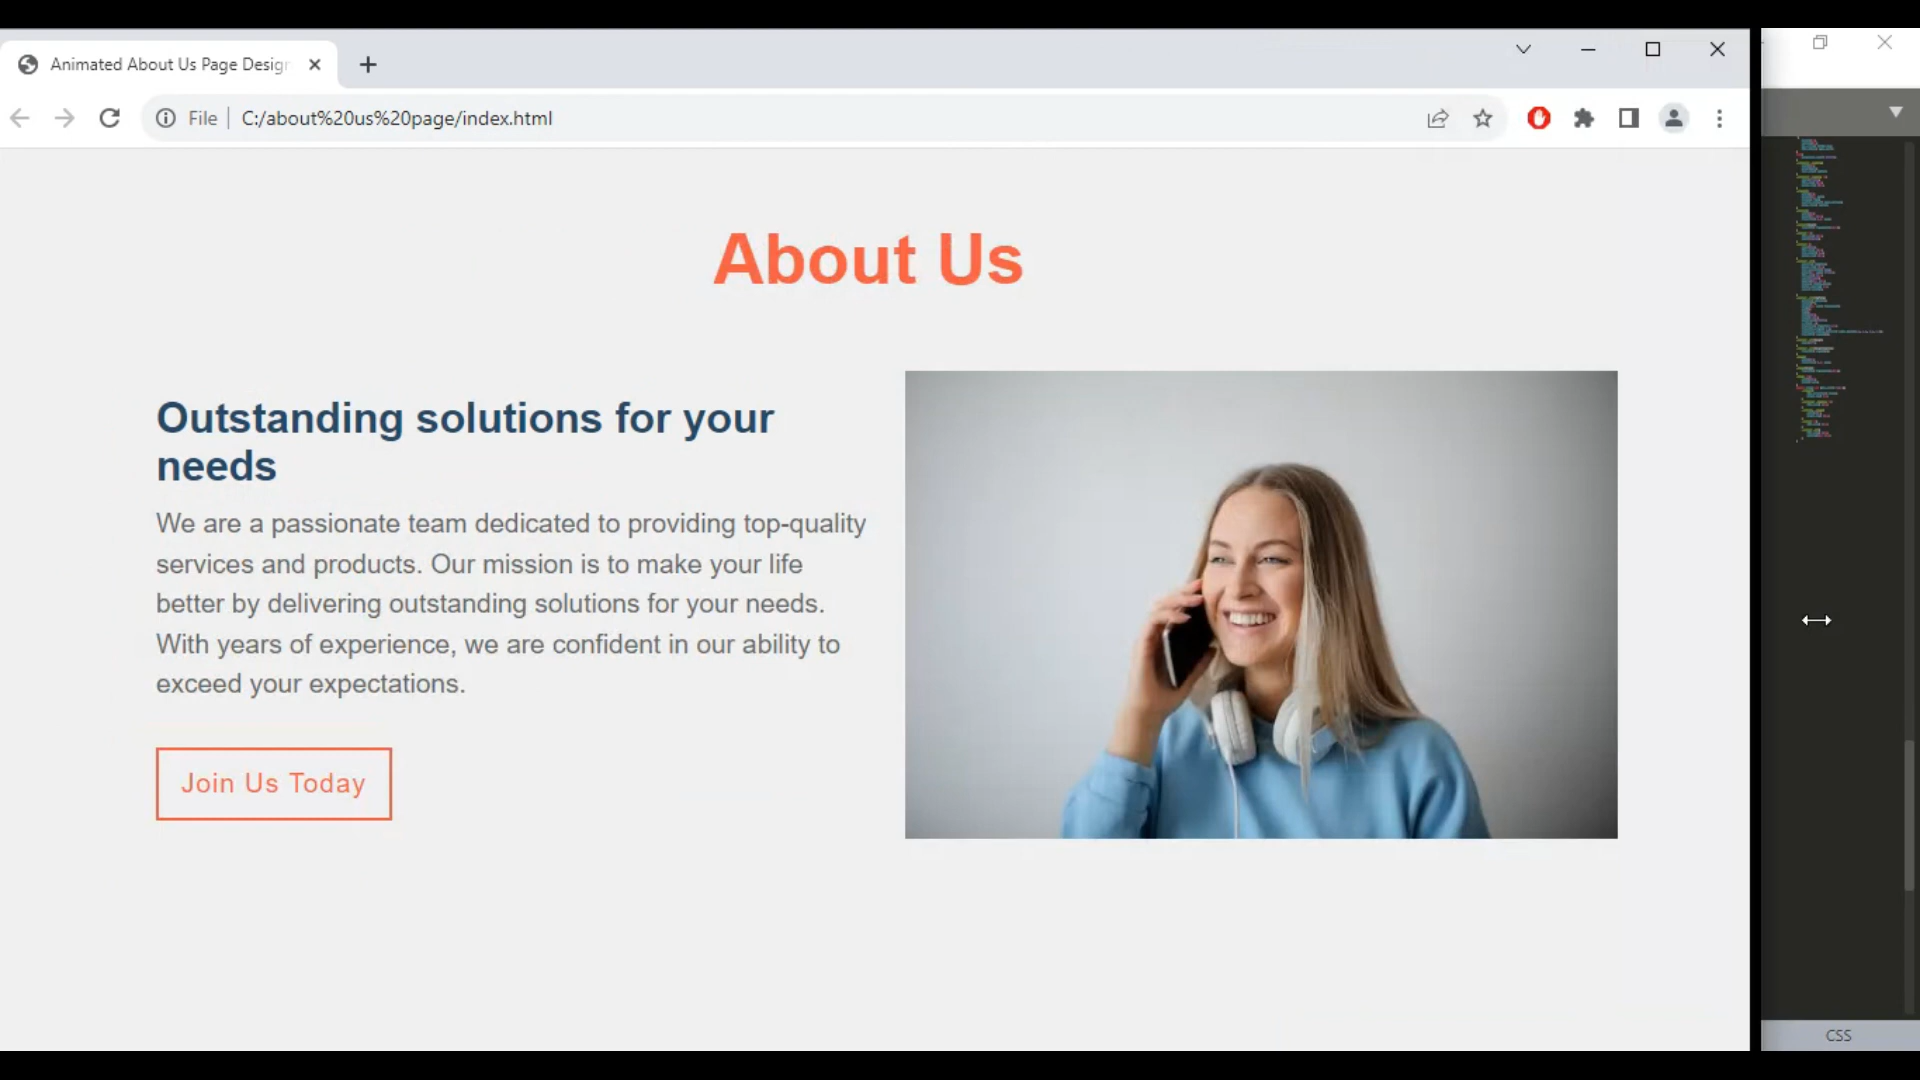 Animated About Us Page Desig
File
C:/about%20us%20page/index.html
About Us
Outstanding solutions for your
needs
We are a passionate team dedicated to providing top-quality
services and products. Our mission is to make your life
better by delivering outstanding solutions for your needs.
With years of experience, we are confident in our ability to
exceed your expectations.
Join Us Today
CSS